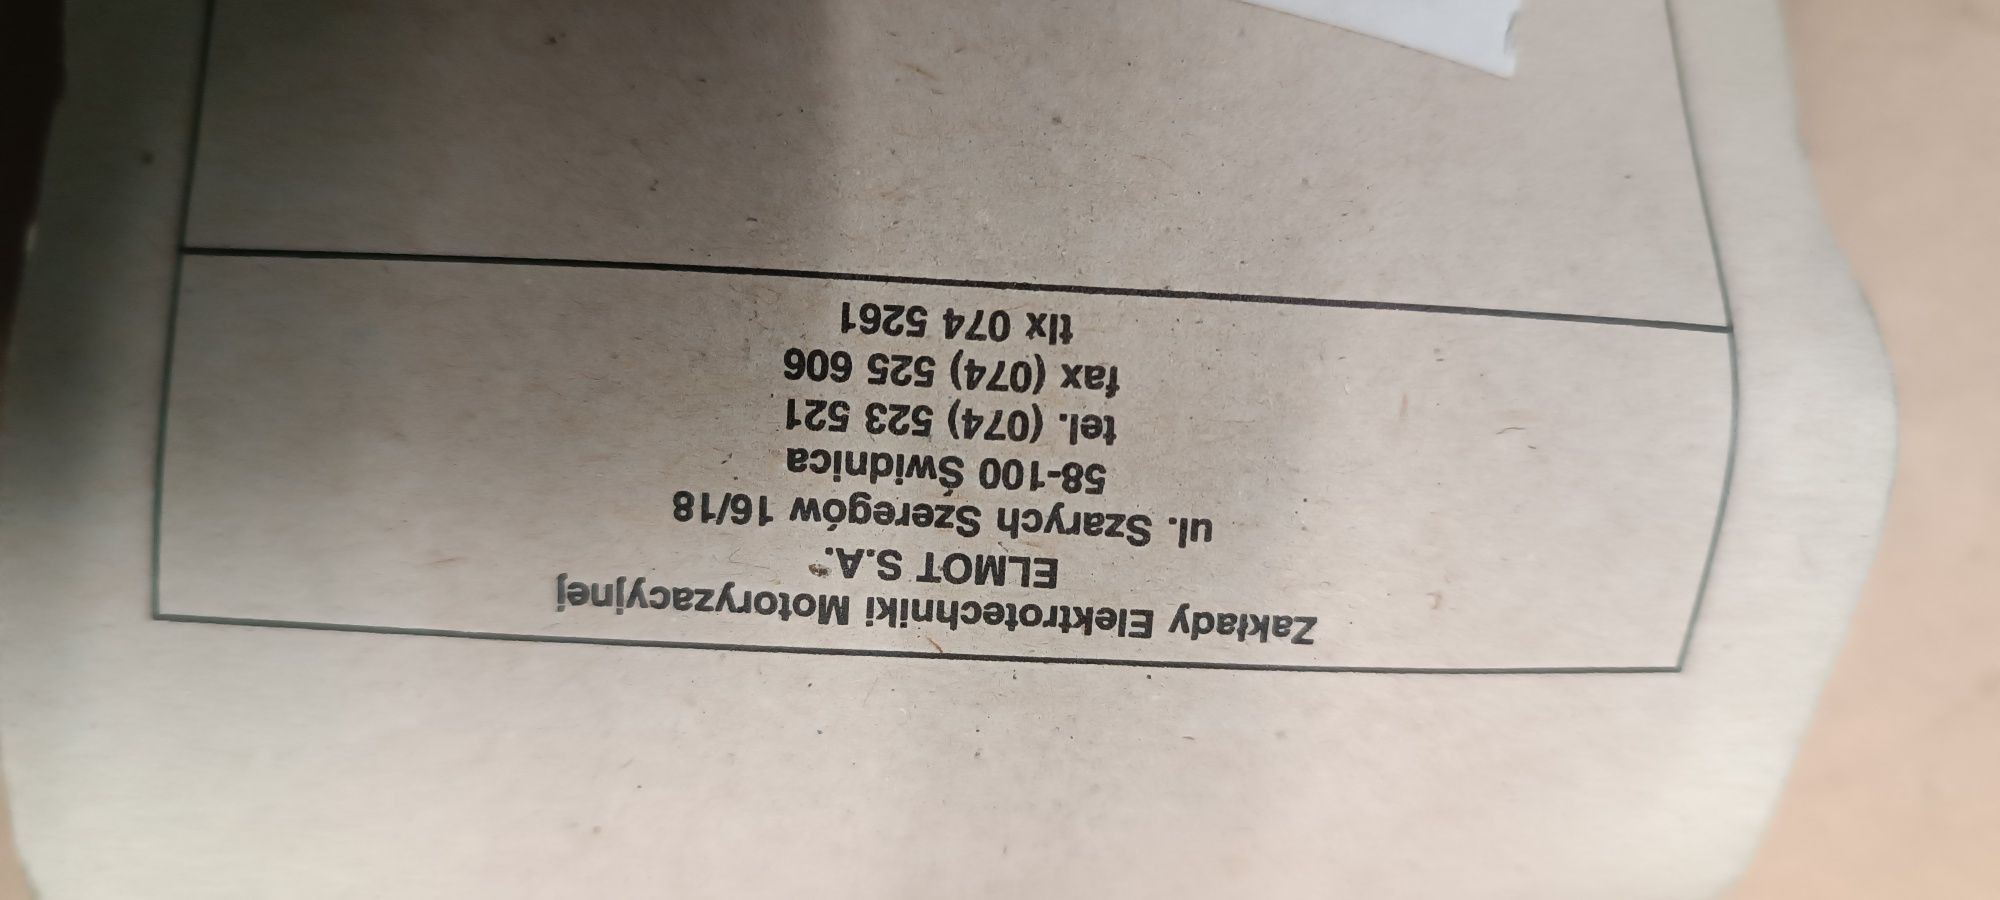 Zakłady Elektrotechniki Motoryzacyjnej
ELMOT S.A.
ul. Szarych Szeregów 16/18
58-100 Świdnica
tel. (074) 523 521
fax (074) 525 606
tlx 074 5261